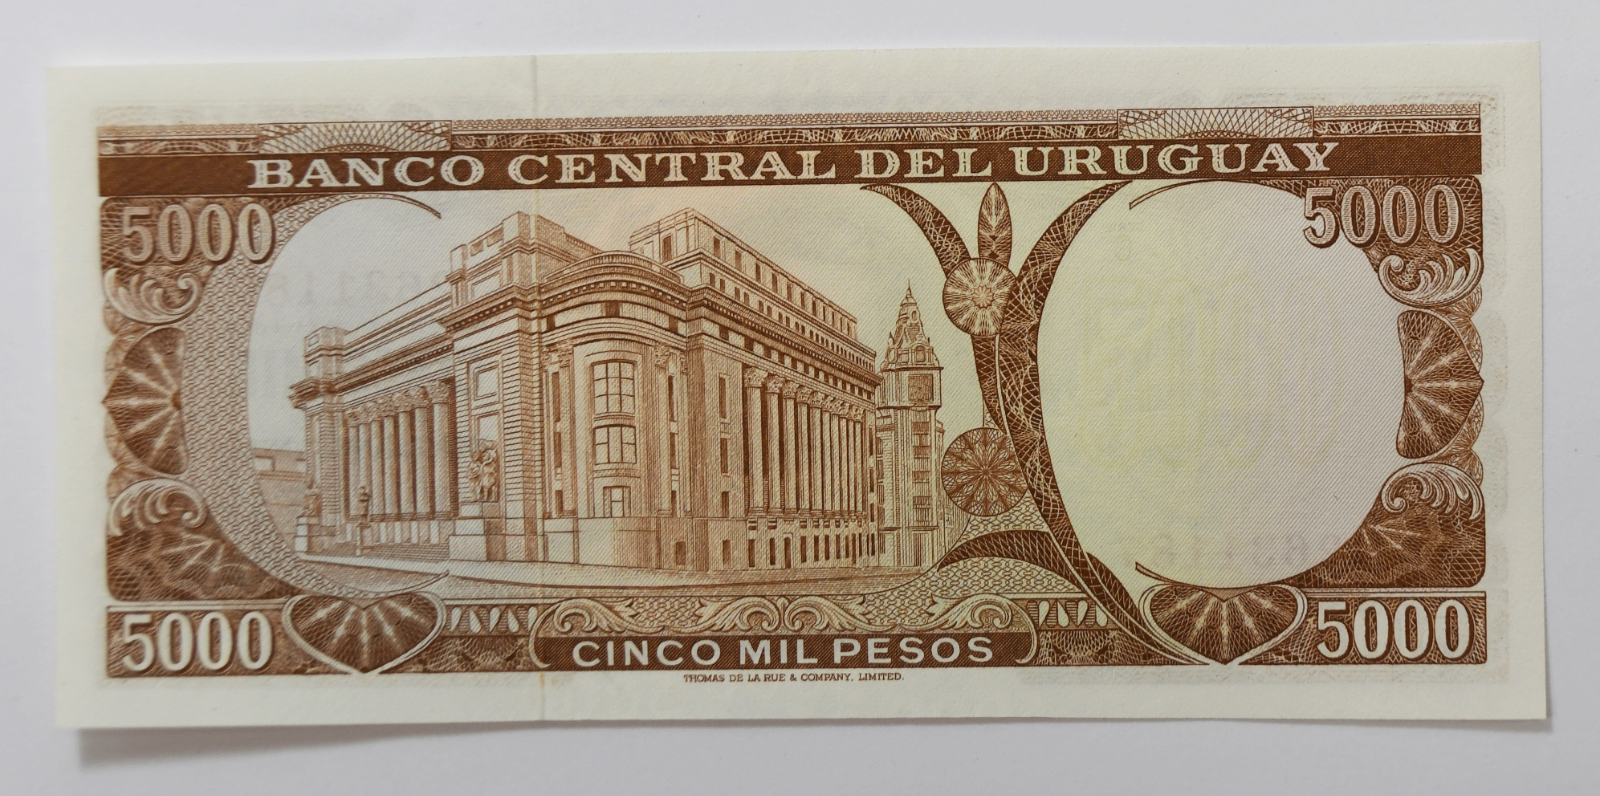 BANCO CENTRAL DEL URUGUAY
5000 5000
5000 CINCO MIL PESOS 5000
THOMAS DE LA RUE & COMPANY, LIMITED.